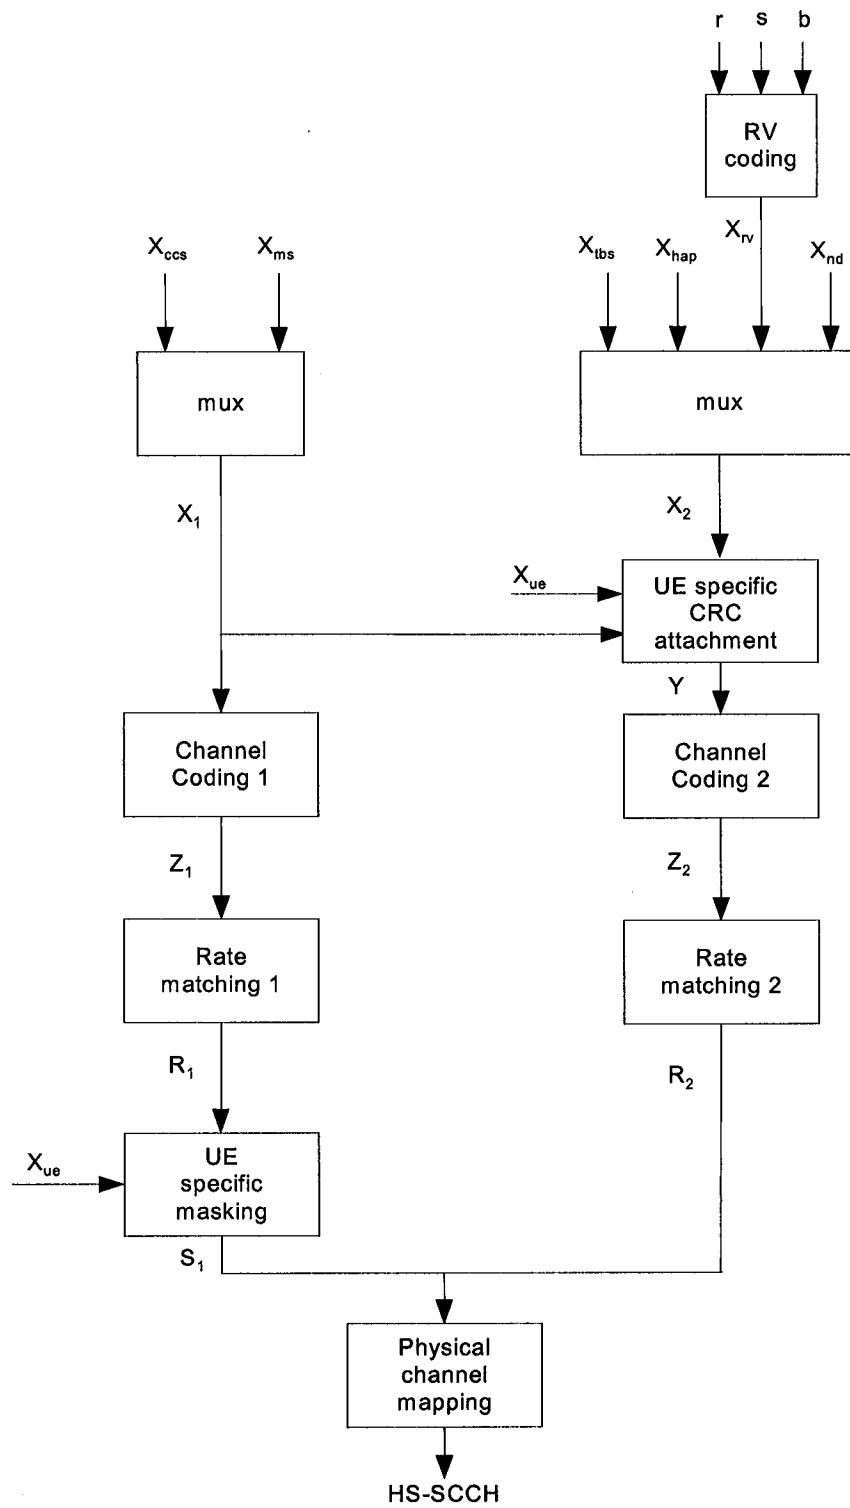 r s b
RV
coding
X_rv
X_ccs X_ms X_tbs X_hap X_nd
mux mux
X_1 X_2
X_ue
UE specific
CRC
attachment
Y
Channel
Coding 1
Channel
Coding 2
Z_1 Z_2
Rate
matching 1
Rate
matching 2
R_1 R_2
X_ue
UE
specific
masking
S_1
Physical
channel
mapping
HS-SCCH